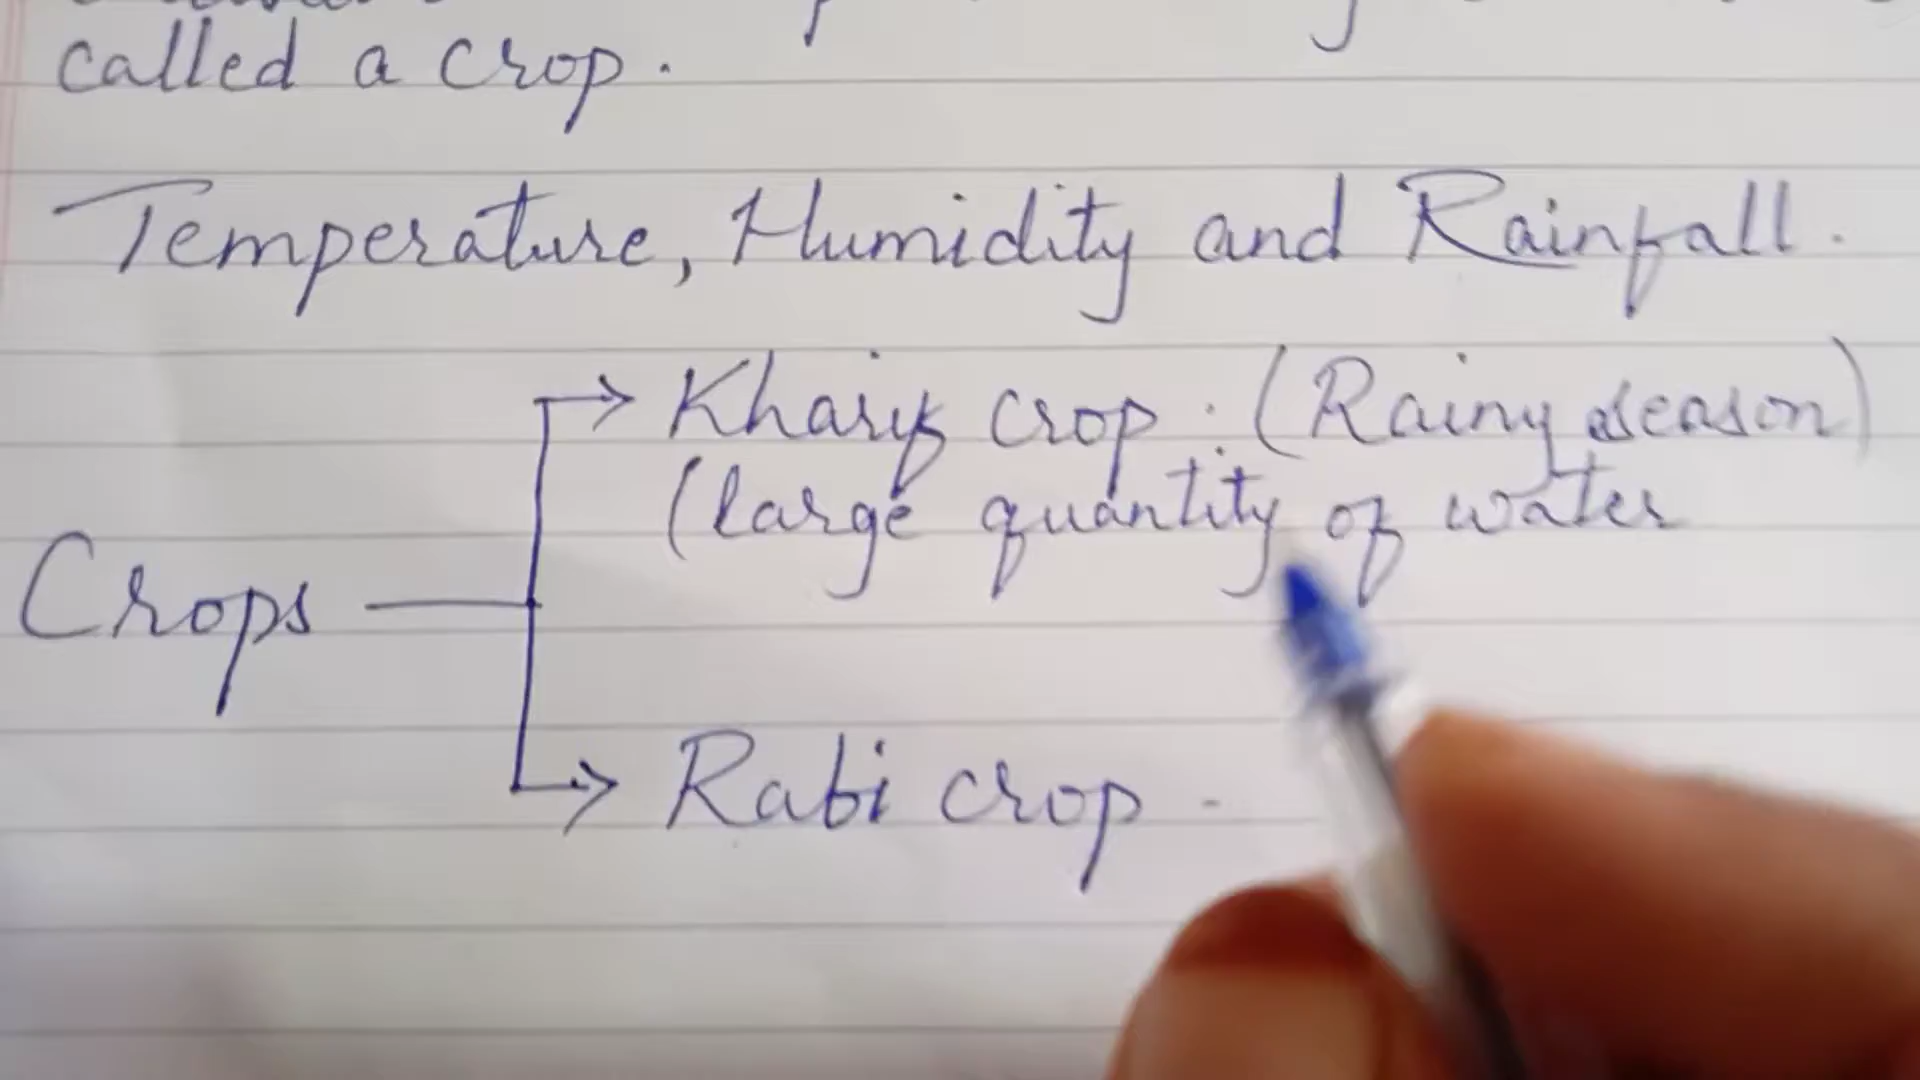 called a crop.
Temperature, Humidity and Rainfall.
Kharif crop. (Rainy season)
(large quantity of water
Crops
Rabi crop -